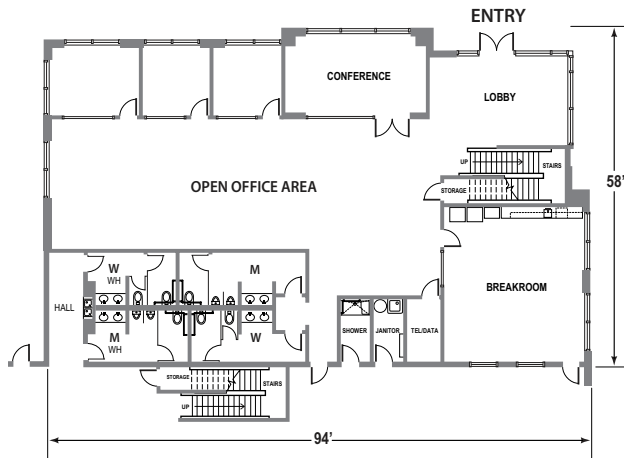 ENTRY
CONFERENCE
LOBBY
UP
STAIRS
STORAGE
58'
OPEN OFFICE AREA
W
WH
M
BREAKROOM
HALL
M
WH
W
SHOWER
JANITOR
TEL/DATA
STORAGE
STAIRS
UP
94'